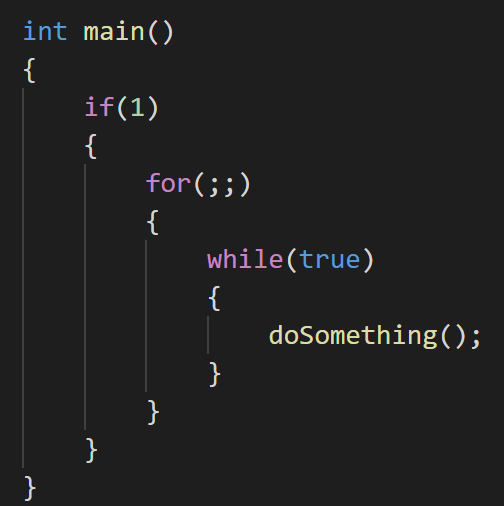 int main()
{
    if(1)
    {
        for(;;)
        {
            while(true)
            {
                doSomething();
            }
        }
    }
}